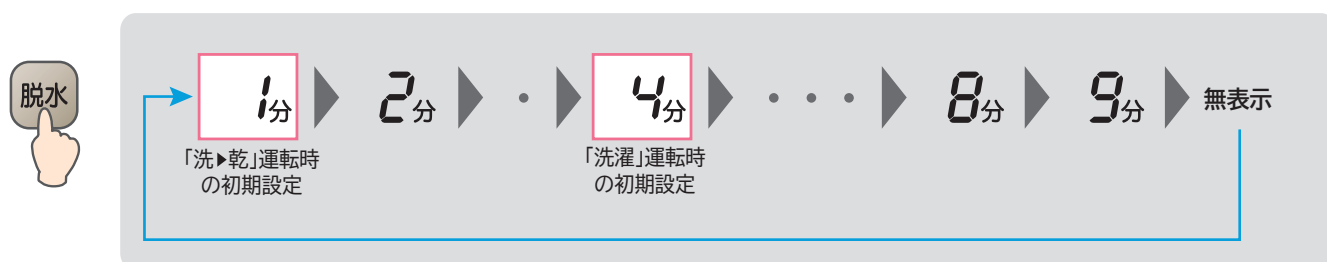 脱水
1分 ▶ 2分 ▶ ・ ▶ 4分 ▶ ・・・ ▶ 8分 ▶ 9分 ▶ 無表示
「洗▶乾」運転時
の初期設定
「洗濯」運転時
の初期設定